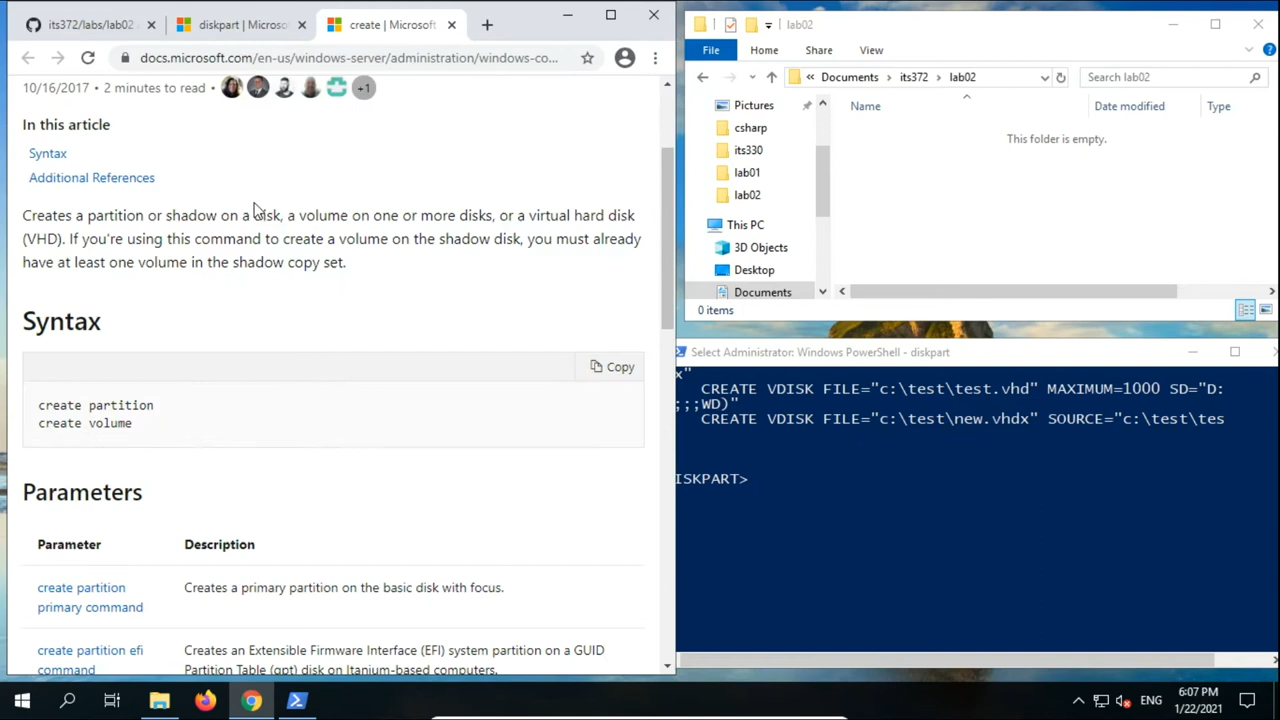 its372/labs/lab02
diskpart | Microso
create | Microsoft
docs.microsoft.com/en-us/windows-server/administration/windows-co...
10/16/2017 • 2 minutes to read •
+1
In this article
Syntax
Additional References
Creates a partition or shadow on a disk, a volume on one or more disks, or a virtual hard disk
(VHD). If you're using this command to create a volume on the shadow disk, you must already
have at least one volume in the shadow copy set.
Syntax
Copy
create partition
create volume
Parameters
Parameter Description
create partition
primary command
Creates a primary partition on the basic disk with focus.
create partition efi
command
Creates an Extensible Firmware Interface (EFI) system partition on a GUID
Partition Table (gpt) disk on Itanium-based computers.
lab02
File Home Share View
« Documents › its372 › lab02
Search lab02
Pictures
csharp
its330
lab01
lab02
This PC
3D Objects
Desktop
Documents
Name Date modified Type
This folder is empty.
0 items
Select Administrator: Windows PowerShell - diskpart
x"
CREATE VDISK FILE="c:\test\test.vhd" MAXIMUM=1000 SD="D:
;;;WD)"
CREATE VDISK FILE="c:\test\new.vhdx" SOURCE="c:\test\tes
ISKPART>
ENG
6:07 PM
1/22/2021